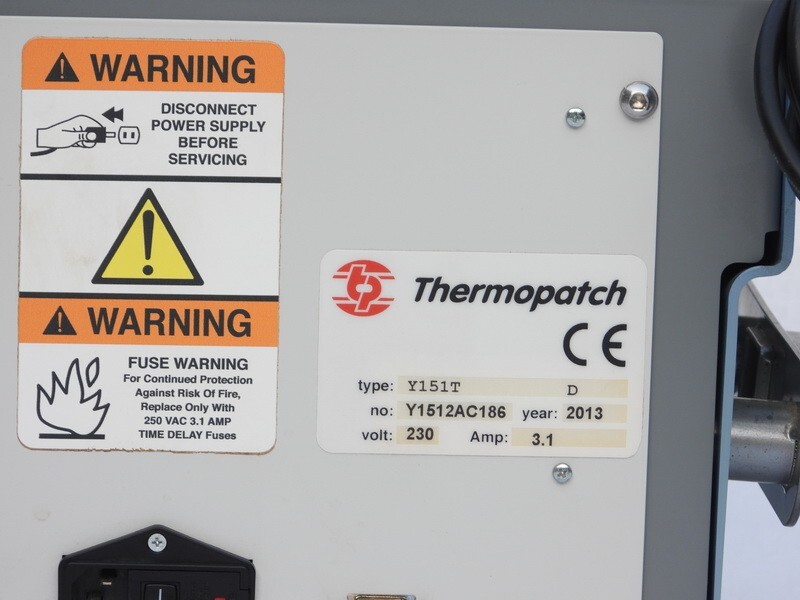 WARNING
DISCONNECT
POWER SUPPLY
BEFORE
SERVICING
WARNING
FUSE WARNING
For Continued Protection
Against Risk Of Fire,
Replace Only With
250 VAC 3.1 AMP
TIME DELAY Fuses
tp Thermopatch
CE
type: Y151T D
no: Y1512AC186 year: 2013
volt: 230 Amp: 3.1